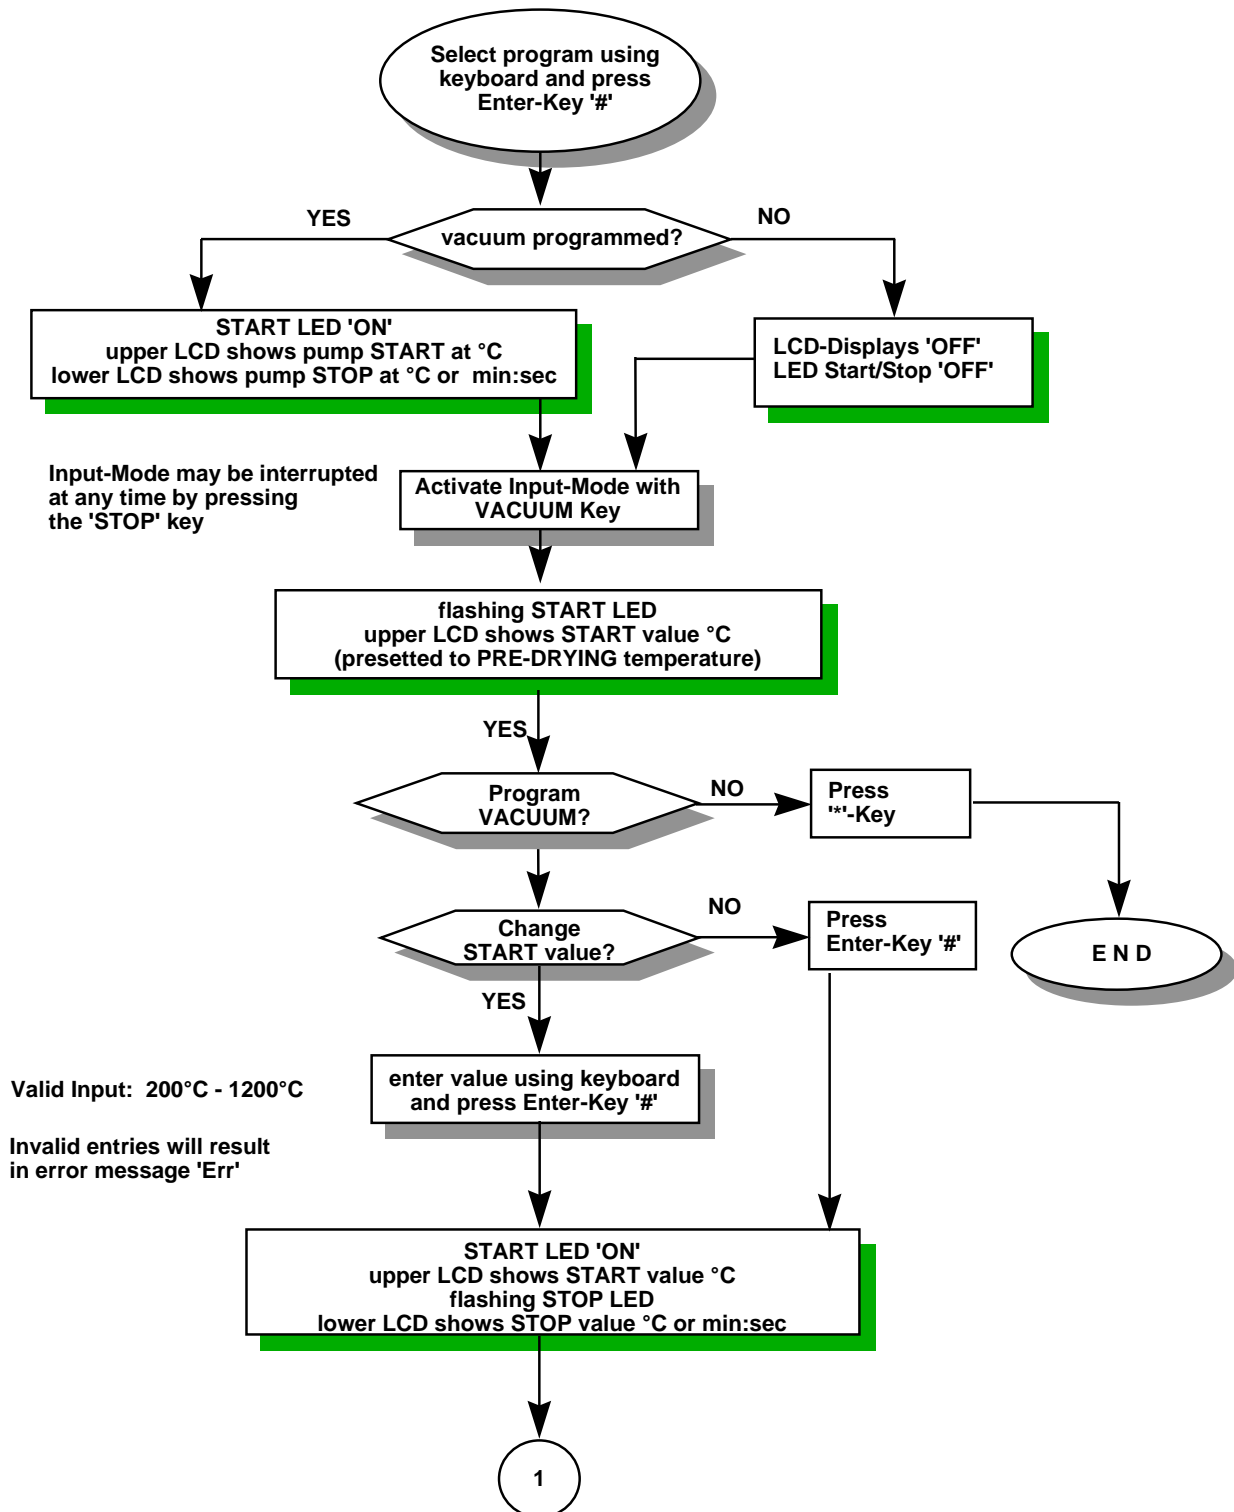 Select program using
keyboard and press
Enter-Key '#'
YES
NO
vacuum programmed?
START LED 'ON'
upper LCD shows pump START at °C
lower LCD shows pump STOP at °C or  min:sec
LCD-Displays 'OFF'
LED Start/Stop 'OFF'
Input-Mode may be interrupted
at any time by pressing
the 'STOP' key
Activate Input-Mode with
VACUUM Key
flashing START LED
upper LCD shows START value °C
(presetted to PRE-DRYING temperature)
YES
Program
VACUUM?
NO
Press
'*'-Key
Change
START value?
NO
Press
Enter-Key '#'
E N D
YES
Valid Input:  200°C - 1200°C
enter value using keyboard
and press Enter-Key '#'
Invalid entries will result
in error message 'Err'
START LED 'ON'
upper LCD shows START value °C
flashing STOP LED
lower LCD shows STOP value °C or min:sec
1